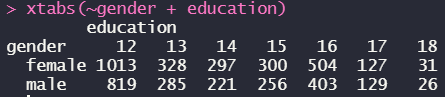 > xtabs(~gender + education)
education
gender 12 13 14 15 16 17 18
female 1013 328 297 300 504 127 31
male 819 285 221 256 403 129 26